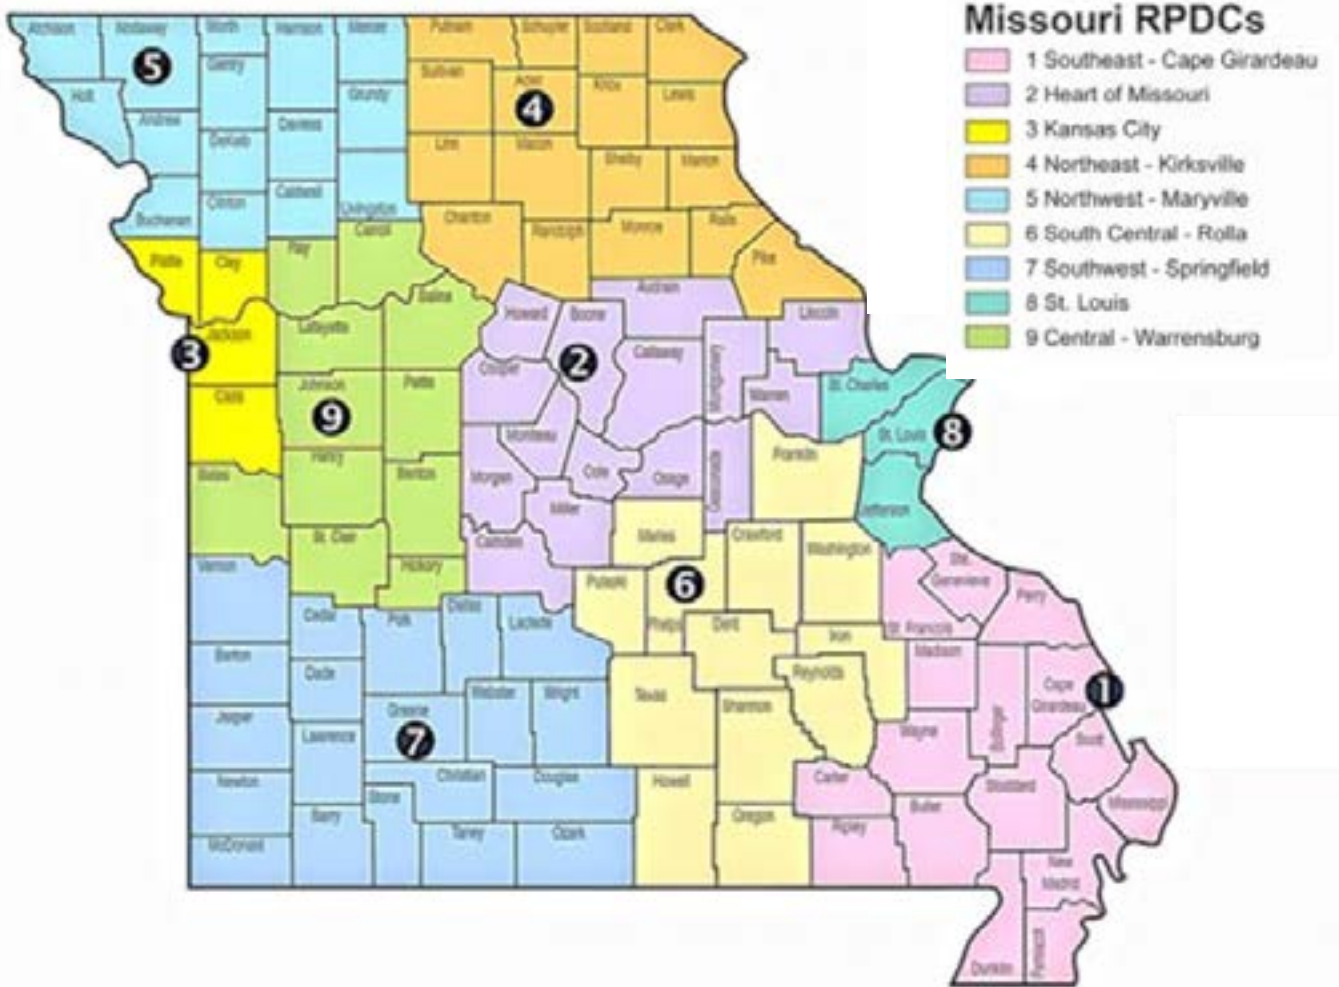 Missouri RPDCs
1 Southeast - Cape Girardeau
2 Heart of Missouri
3 Kansas City
4 Northeast - Kirksville
5 Northwest - Maryville
6 South Central - Rolla
7 Southwest - Springfield
8 St. Louis
9 Central - Warrensburg
Atchison Nodaway Worth Harrison Mercer Putnam Schuyler Scotland Clark
Gentry Sullivan Adair Knox Lewis
5
Holt Grundy
4
Andrew DeKalb Daviess Linn Macon Shelby Marion
Buchanan Clinton Caldwell Livingston Chariton Randolph Monroe Ralls
Platte Clay Ray Carroll Pike
Saline Audrain
Jackson Lafayette Howard Boone Lincoln
3
2
Callaway Montgomery Warren St. Charles
Cass Johnson Pettis Cooper
9
St. Louis
8
Bates Henry Benton Morgan Moniteau Cole Osage Gasconade Franklin
Jefferson
Miller
St. Clair Camden Maries Crawford Washington
Vernon Hickory Pulaski
6
Ste.
Genevieve
Perry
Cedar Polk Dallas Laclede Phelps Dent Iron St. Francois
Barton Dade Madison
Webster Wright Texas Shannon Reynolds
Cape
Girardeau
1
Jasper Lawrence Greene
7
Wayne Bollinger Scott
Newton Christian Douglas Howell Carter Stoddard
Stone Mississippi
McDonald Barry Taney Ozark Oregon Ripley Butler
New
Madrid
Dunklin Pemiscot